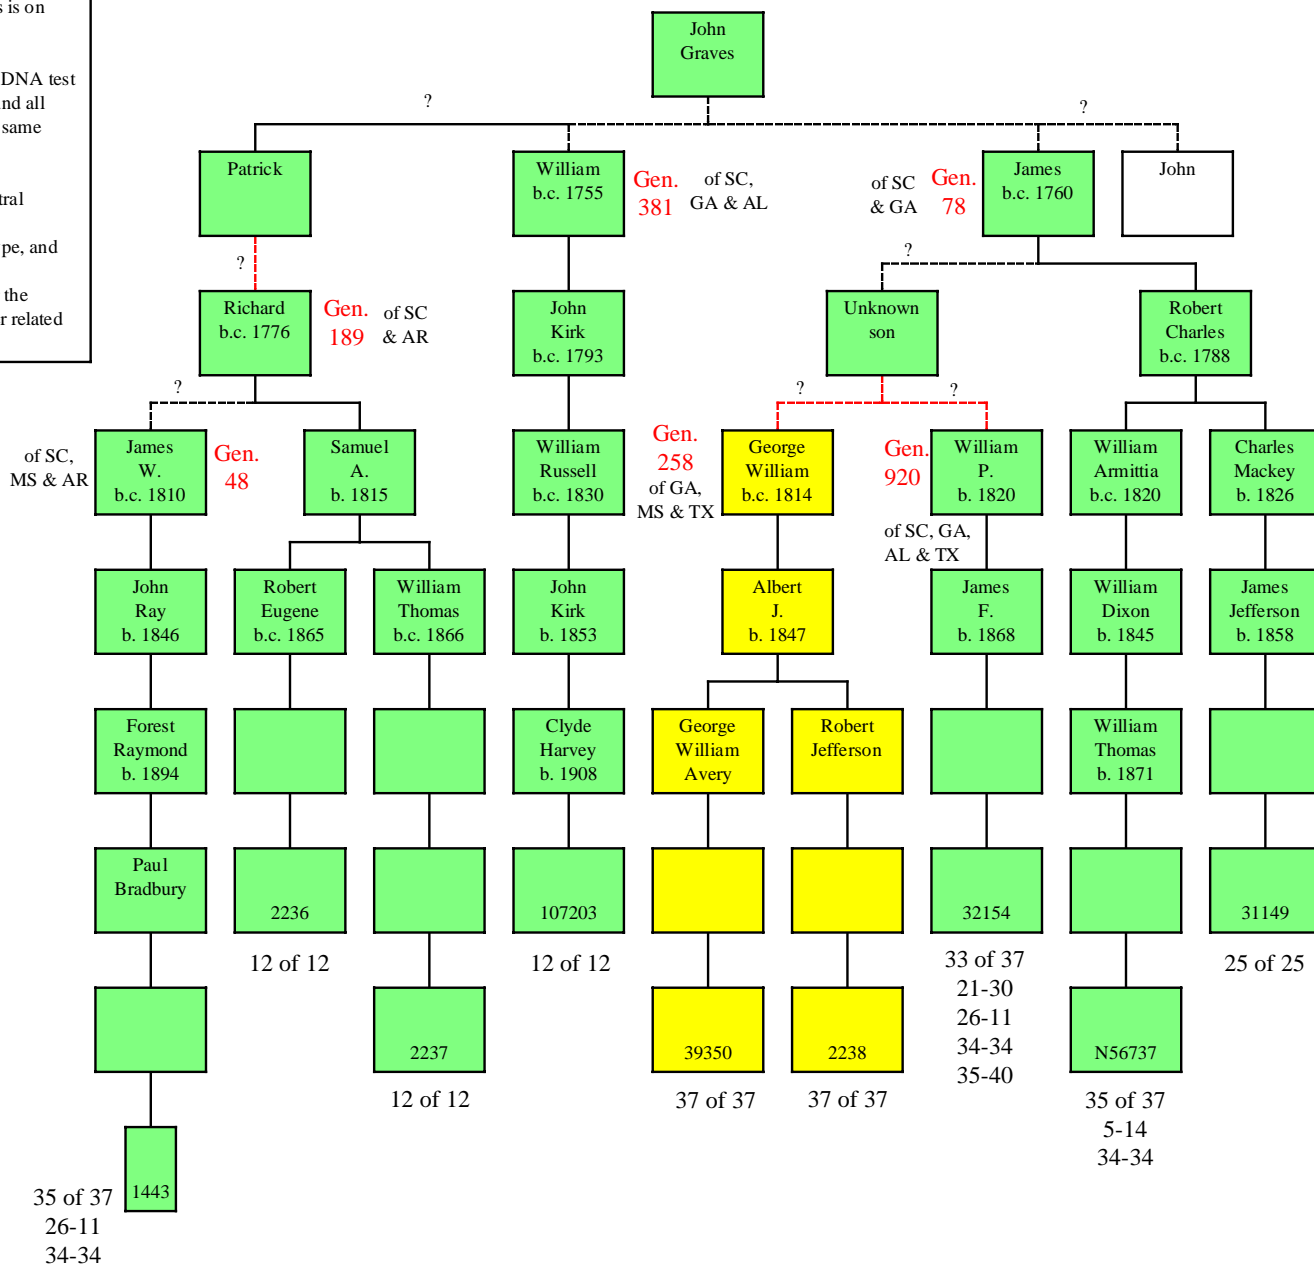 s is on
DNA test
nd all
same
tral
pe, and
the
r related
John
Graves
?
?
Patrick
William
b.c. 1755
Gen.
381
of SC,
GA & AL
of SC
& GA
Gen.
78
James
b.c. 1760
John
?
?
Richard
b.c. 1776
Gen.
189
of SC
& AR
John
Kirk
b.c. 1793
Unknown
son
Robert
Charles
b.c. 1788
?
?
?
of SC,
MS & AR
James
W.
b.c. 1810
Gen.
48
Samuel
A.
b. 1815
William
Russell
b.c. 1830
Gen.
258
of GA,
MS & TX
George
William
b.c. 1814
Gen.
920
William
P.
b. 1820
of SC, GA,
AL & TX
William
Armittia
b.c. 1820
Charles
Mackey
b. 1826
John
Ray
b. 1846
Robert
Eugene
b.c. 1865
William
Thomas
b.c. 1866
John
Kirk
b. 1853
Albert
J.
b. 1847
James
F.
b. 1868
William
Dixon
b. 1845
James
Jefferson
b. 1858
Forest
Raymond
b. 1894
Clyde
Harvey
b. 1908
George
William
Avery
Robert
Jefferson
William
Thomas
b. 1871
Paul
Bradbury
2236
12 of 12
107203
12 of 12
32154
33 of 37
21-30
26-11
34-34
35-40
31149
25 of 25
2237
12 of 12
39350
37 of 37
2238
37 of 37
N56737
35 of 37
5-14
34-34
1443
35 of 37
26-11
34-34